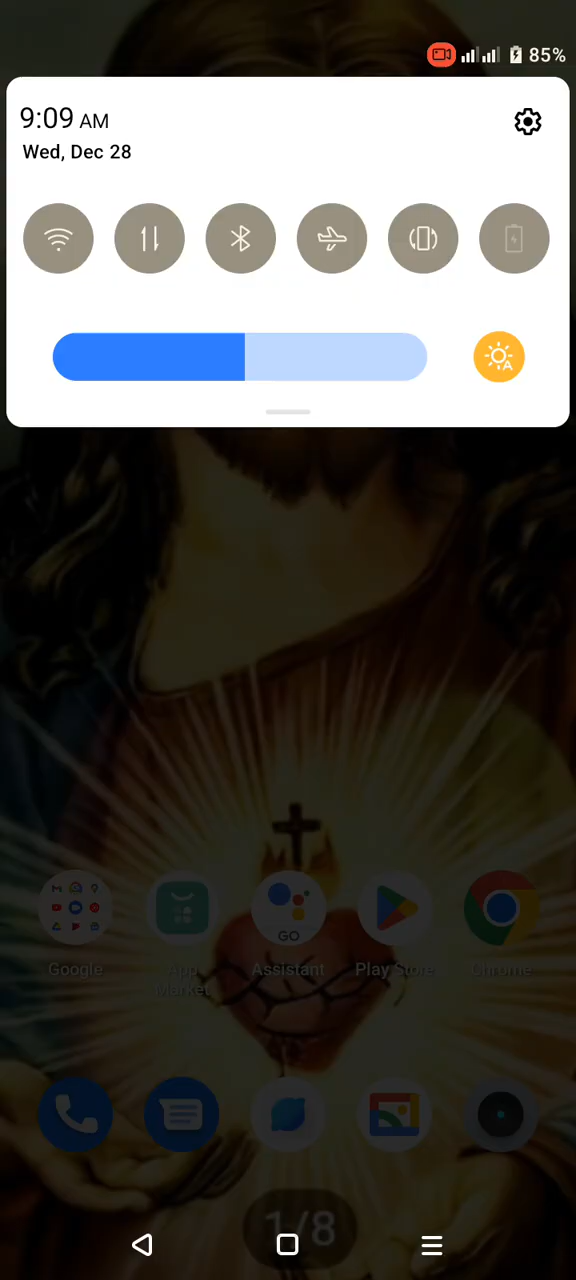 85%
9:09 AM
Wed, Dec 28
A
Google
App
Market
Assistant
Play Store
Chrome
GO
1/8